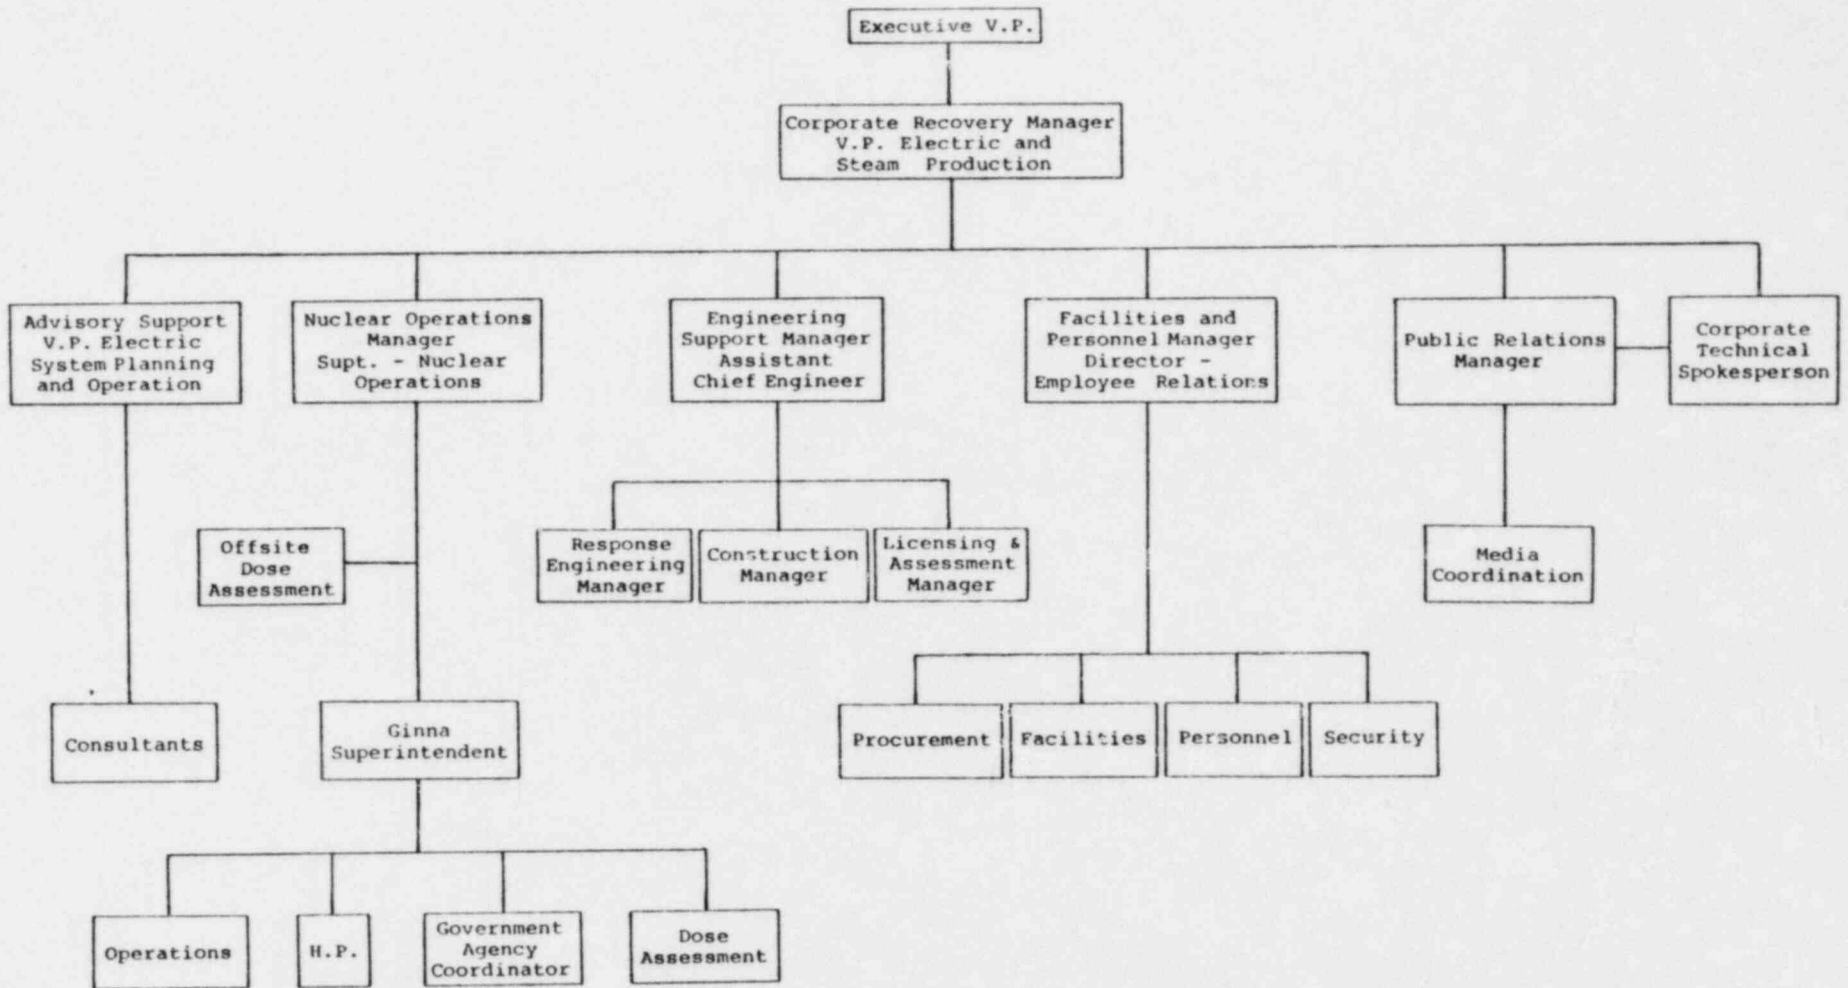 Executive V.P.
Corporate Recovery Manager
V.P. Electric and
Steam Production
Advisory Support
V.P. Electric
System Planning
and Operation
Nuclear Operations
Manager
Supt. - Nuclear
Operations
Engineering
Support Manager
Assistant
Chief Engineer
Facilities and
Personnel Manager
Director -
Employee Relations
Public Relations
Manager
Corporate
Technical
Spokesperson
Offsite
Dose
Assessment
Response
Engineering
Manager
Construction
Manager
Licensing &
Assessment
Manager
Media
Coordination
Consultants
Ginna
Superintendent
Procurement
Facilities
Personnel
Security
Operations
H.P.
Government
Agency
Coordinator
Dose
Assessment